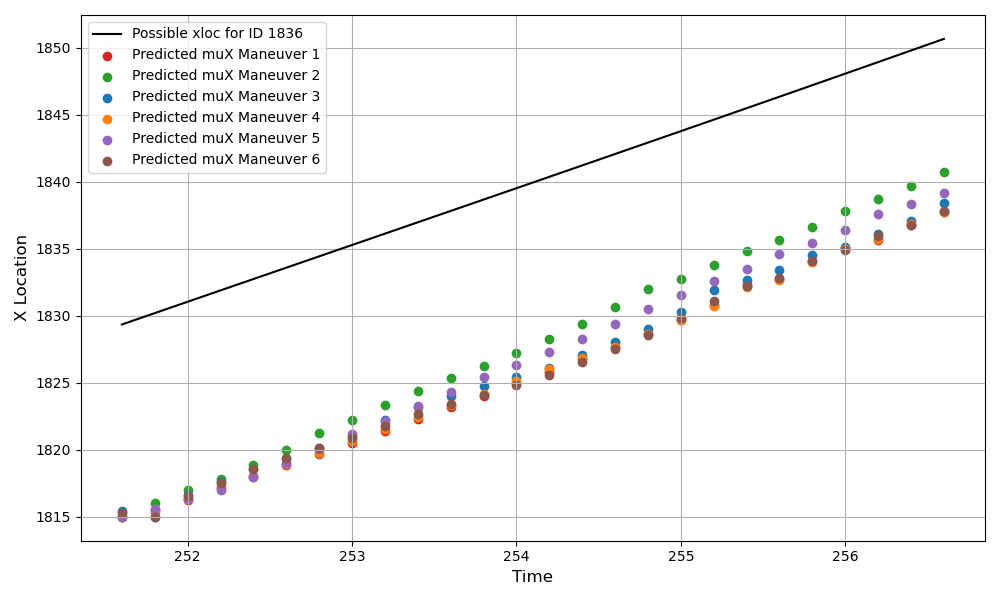 Possible xloc for ID 1836
Predicted muX Maneuver 1
Predicted muX Maneuver 2
Predicted muX Maneuver 3
Predicted muX Maneuver 4
Predicted muX Maneuver 5
Predicted muX Maneuver 6
X Location
1850
1845
1840
1835
1830
1825
1820
1815
252
253
254
255
256
Time